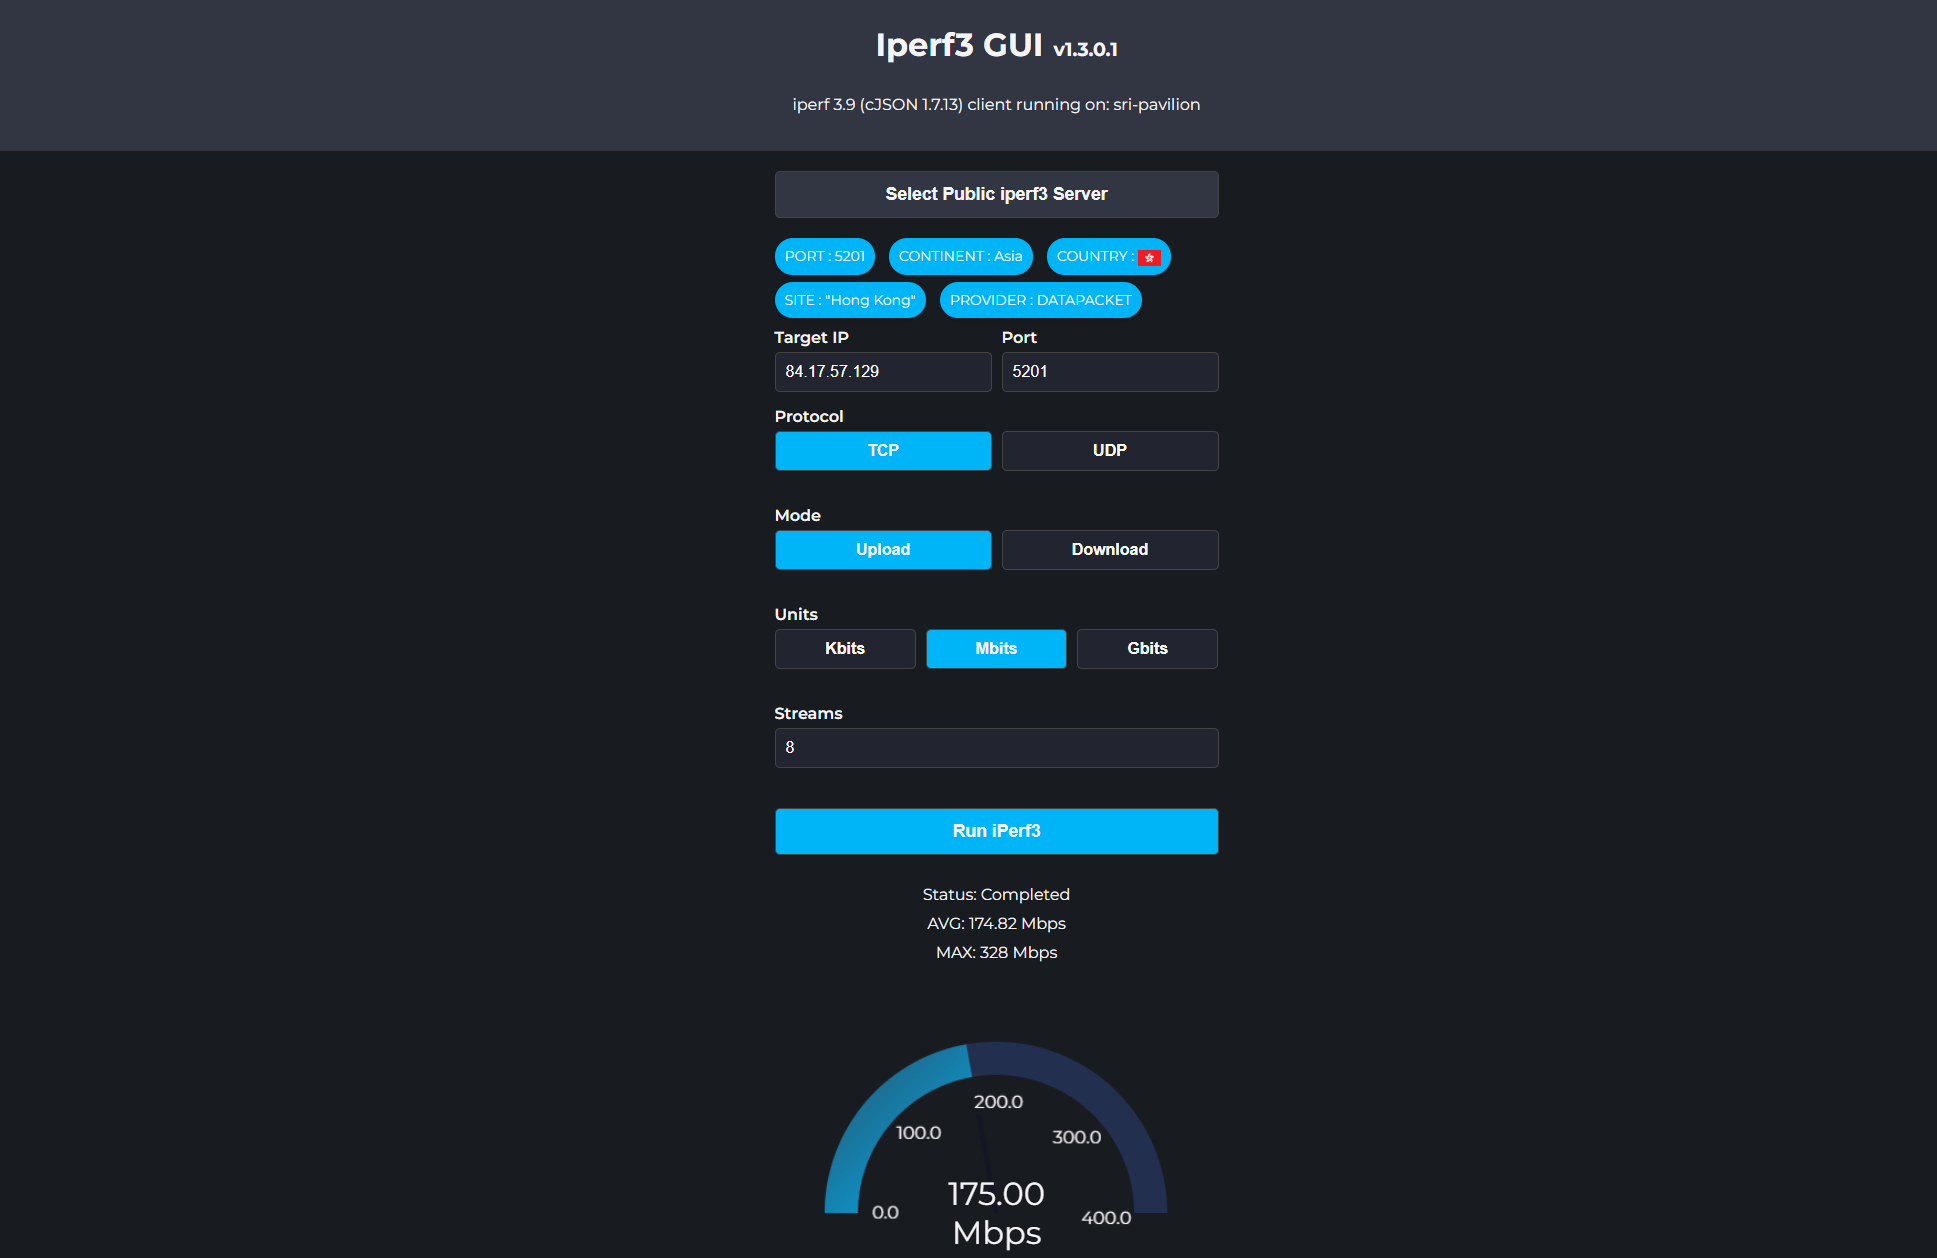 Iperf3 GUI v1.3.0.1
iperf 3.9 (cJSON 1.7.13) client running on: sri-pavilion
Select Public iperf3 Server
PORT : 5201 CONTINENT : Asia COUNTRY :
SITE : "Hong Kong" PROVIDER : DATAPACKET
Target IP Port
84.17.57.129 5201
Protocol
TCP UDP
Mode
Upload Download
Units
Kbits Mbits Gbits
Streams
8
Run iPerf3
Status: Completed
AVG: 174.82 Mbps
MAX: 328 Mbps
200.0
100.0 300.0
0.0 175.00 400.0
Mbps